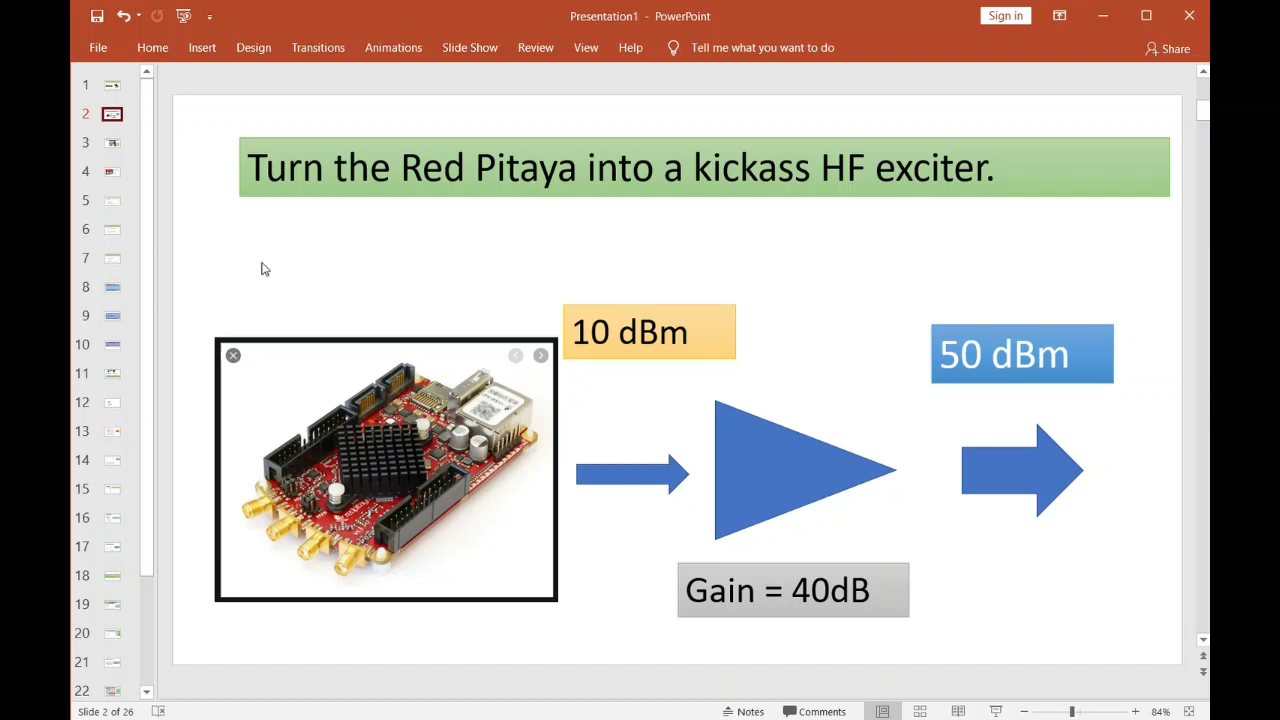 Presentation1 - PowerPoint
Sign in
File Home Insert Design Transitions Animations Slide Show Review View Help Tell me what you want to do Share
1
2
3
4
5
6
7
8
9
10
11
12
13
14
15
16
17
18
19
20
21
22
Turn the Red Pitaya into a kickass HF exciter.
10 dBm
50 dBm
Gain = 40dB
Slide 2 of 26 Notes Comments 84%